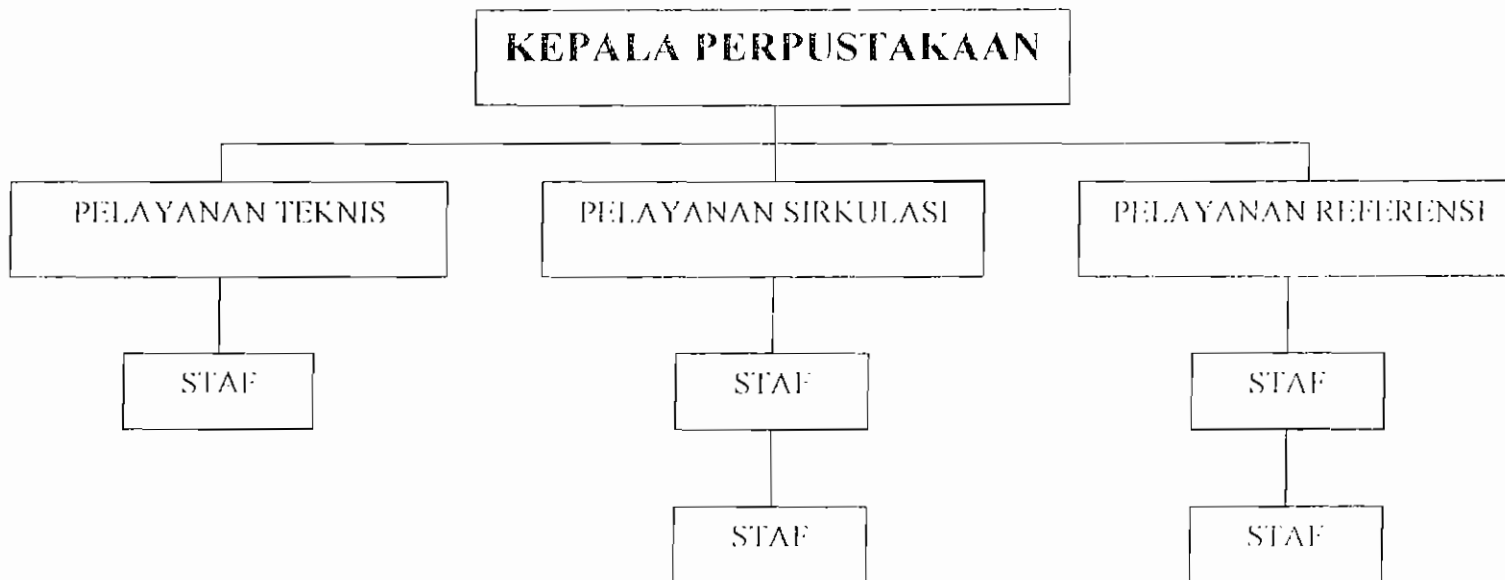 KEPALA PERPUSTAKAAN
PELAYANAN TEKNIS
PELAYANAN SIRKULASI
PELAYANAN REFERENSI
STAF
STAF
STAF
STAF
STAF